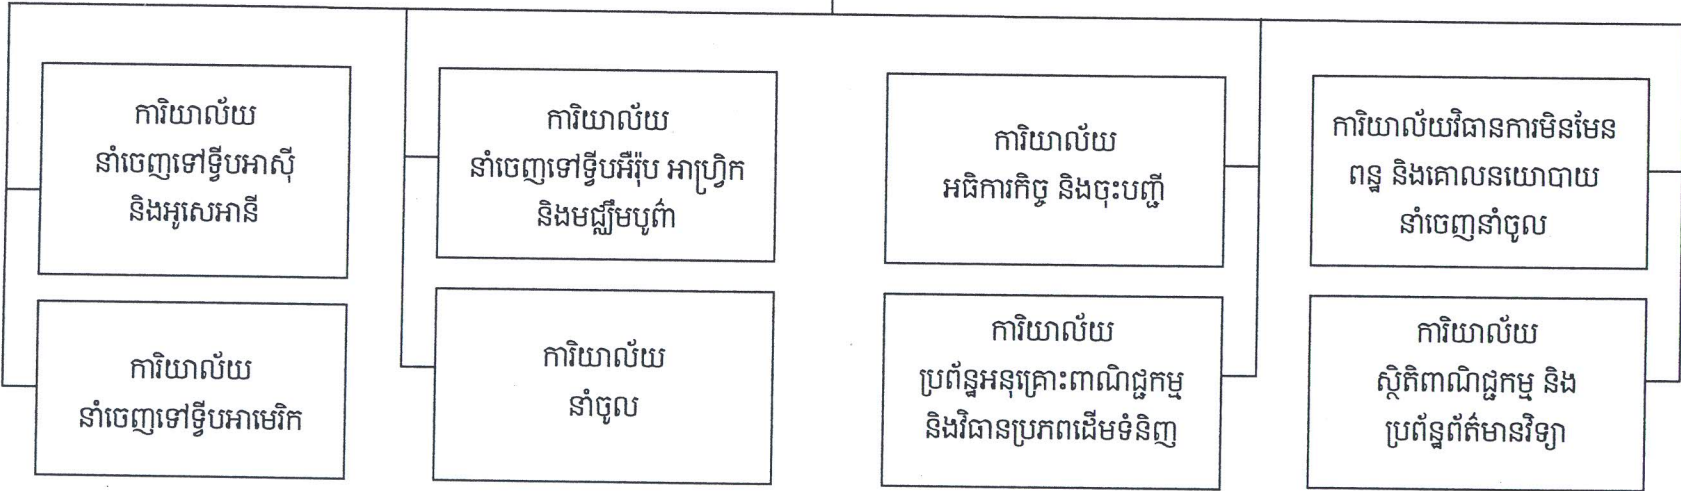 ការិយាល័យ
នាំចេញទៅទ្វីបអាស៊ី
និងអូសេអានី
ការិយាល័យ
នាំចេញទៅទ្វីបអឺរ៉ុប អាហ្វ្រិក
និងមជ្ឈឹមបូព៌ា
ការិយាល័យ
អធិការកិច្ច និងចុះបញ្ជី
ការិយាល័យវិធានការមិនមែន
ពន្ធ និងគោលនយោបាយ
នាំចេញនាំចូល
ការិយាល័យ
នាំចេញទៅទ្វីបអាមេរិក
ការិយាល័យ
នាំចូល
ការិយាល័យ
ប្រព័ន្ធអនុគ្រោះពាណិជ្ជកម្ម
និងវិធានប្រភពដើមទំនិញ
ការិយាល័យ
ស្ថិតិពាណិជ្ជកម្ម និង
ប្រព័ន្ធព័ត៌មានវិទ្យា